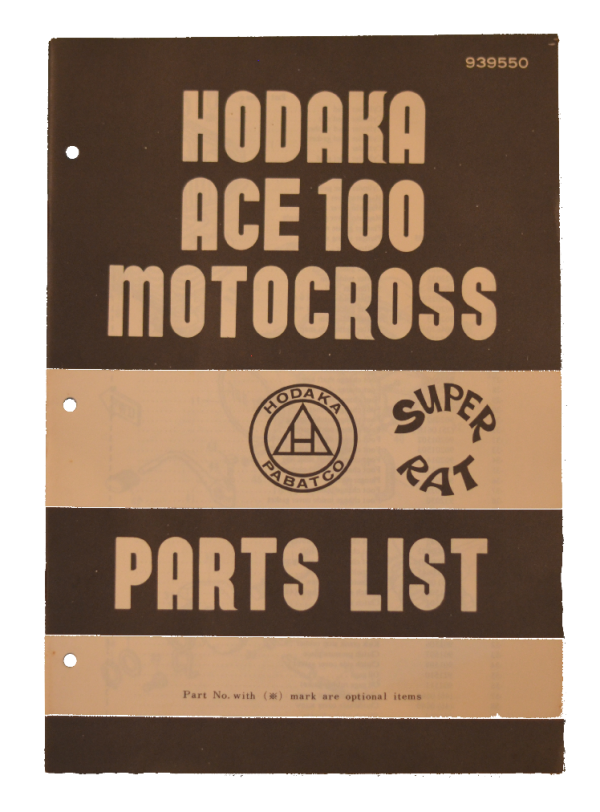 939550
HODAKA
ACE 100
MOTOCROSS
HODAKA
PABATCO
SUPER
RAT
PARTS LIST
Part No. with (※) mark are optional items